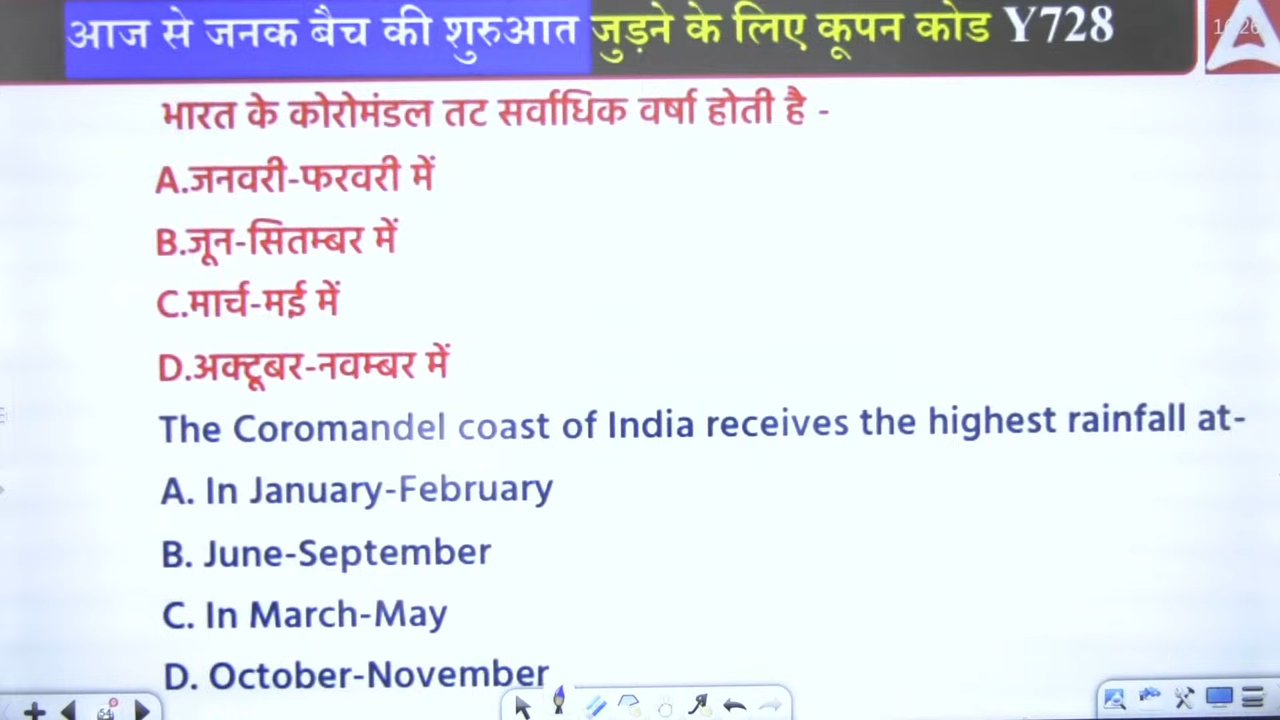 आज से जनक बैच की शुरुआत जुड़ने के लिए कूपन कोड Y728
भारत के कोरोमंडल तट सर्वाधिक वर्षा होती है -
A.जनवरी-फरवरी में
B.जून-सितम्बर में
C.मार्च-मई में
D.अक्टूबर-नवम्बर में
The Coromandel coast of India receives the highest rainfall at-
A. In January-February
B. June-September
C. In March-May
D. October-November